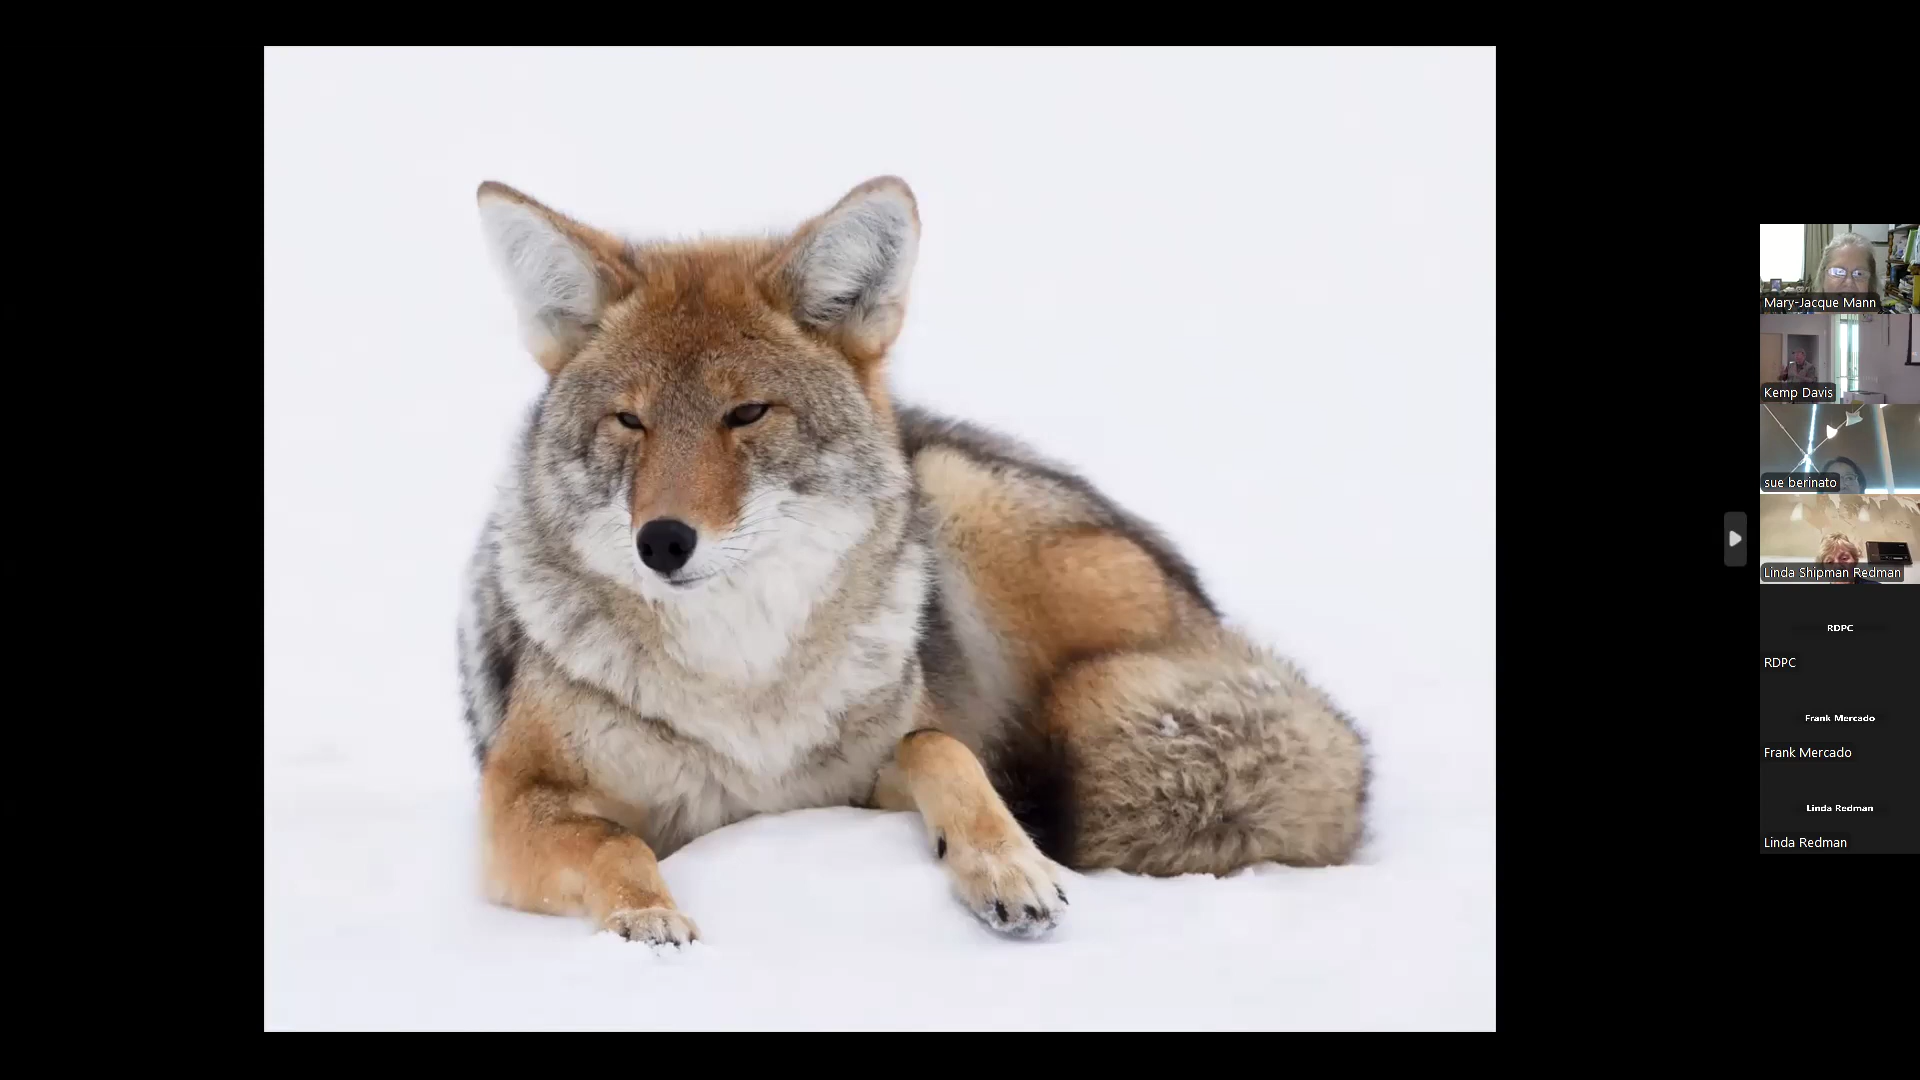 Mary-Jacque Mann
Kemp Davis
sue berinato
Linda Shipman Redman
RDPC
RDPC
Frank Mercado
Frank Mercado
Linda Redman
Linda Redman